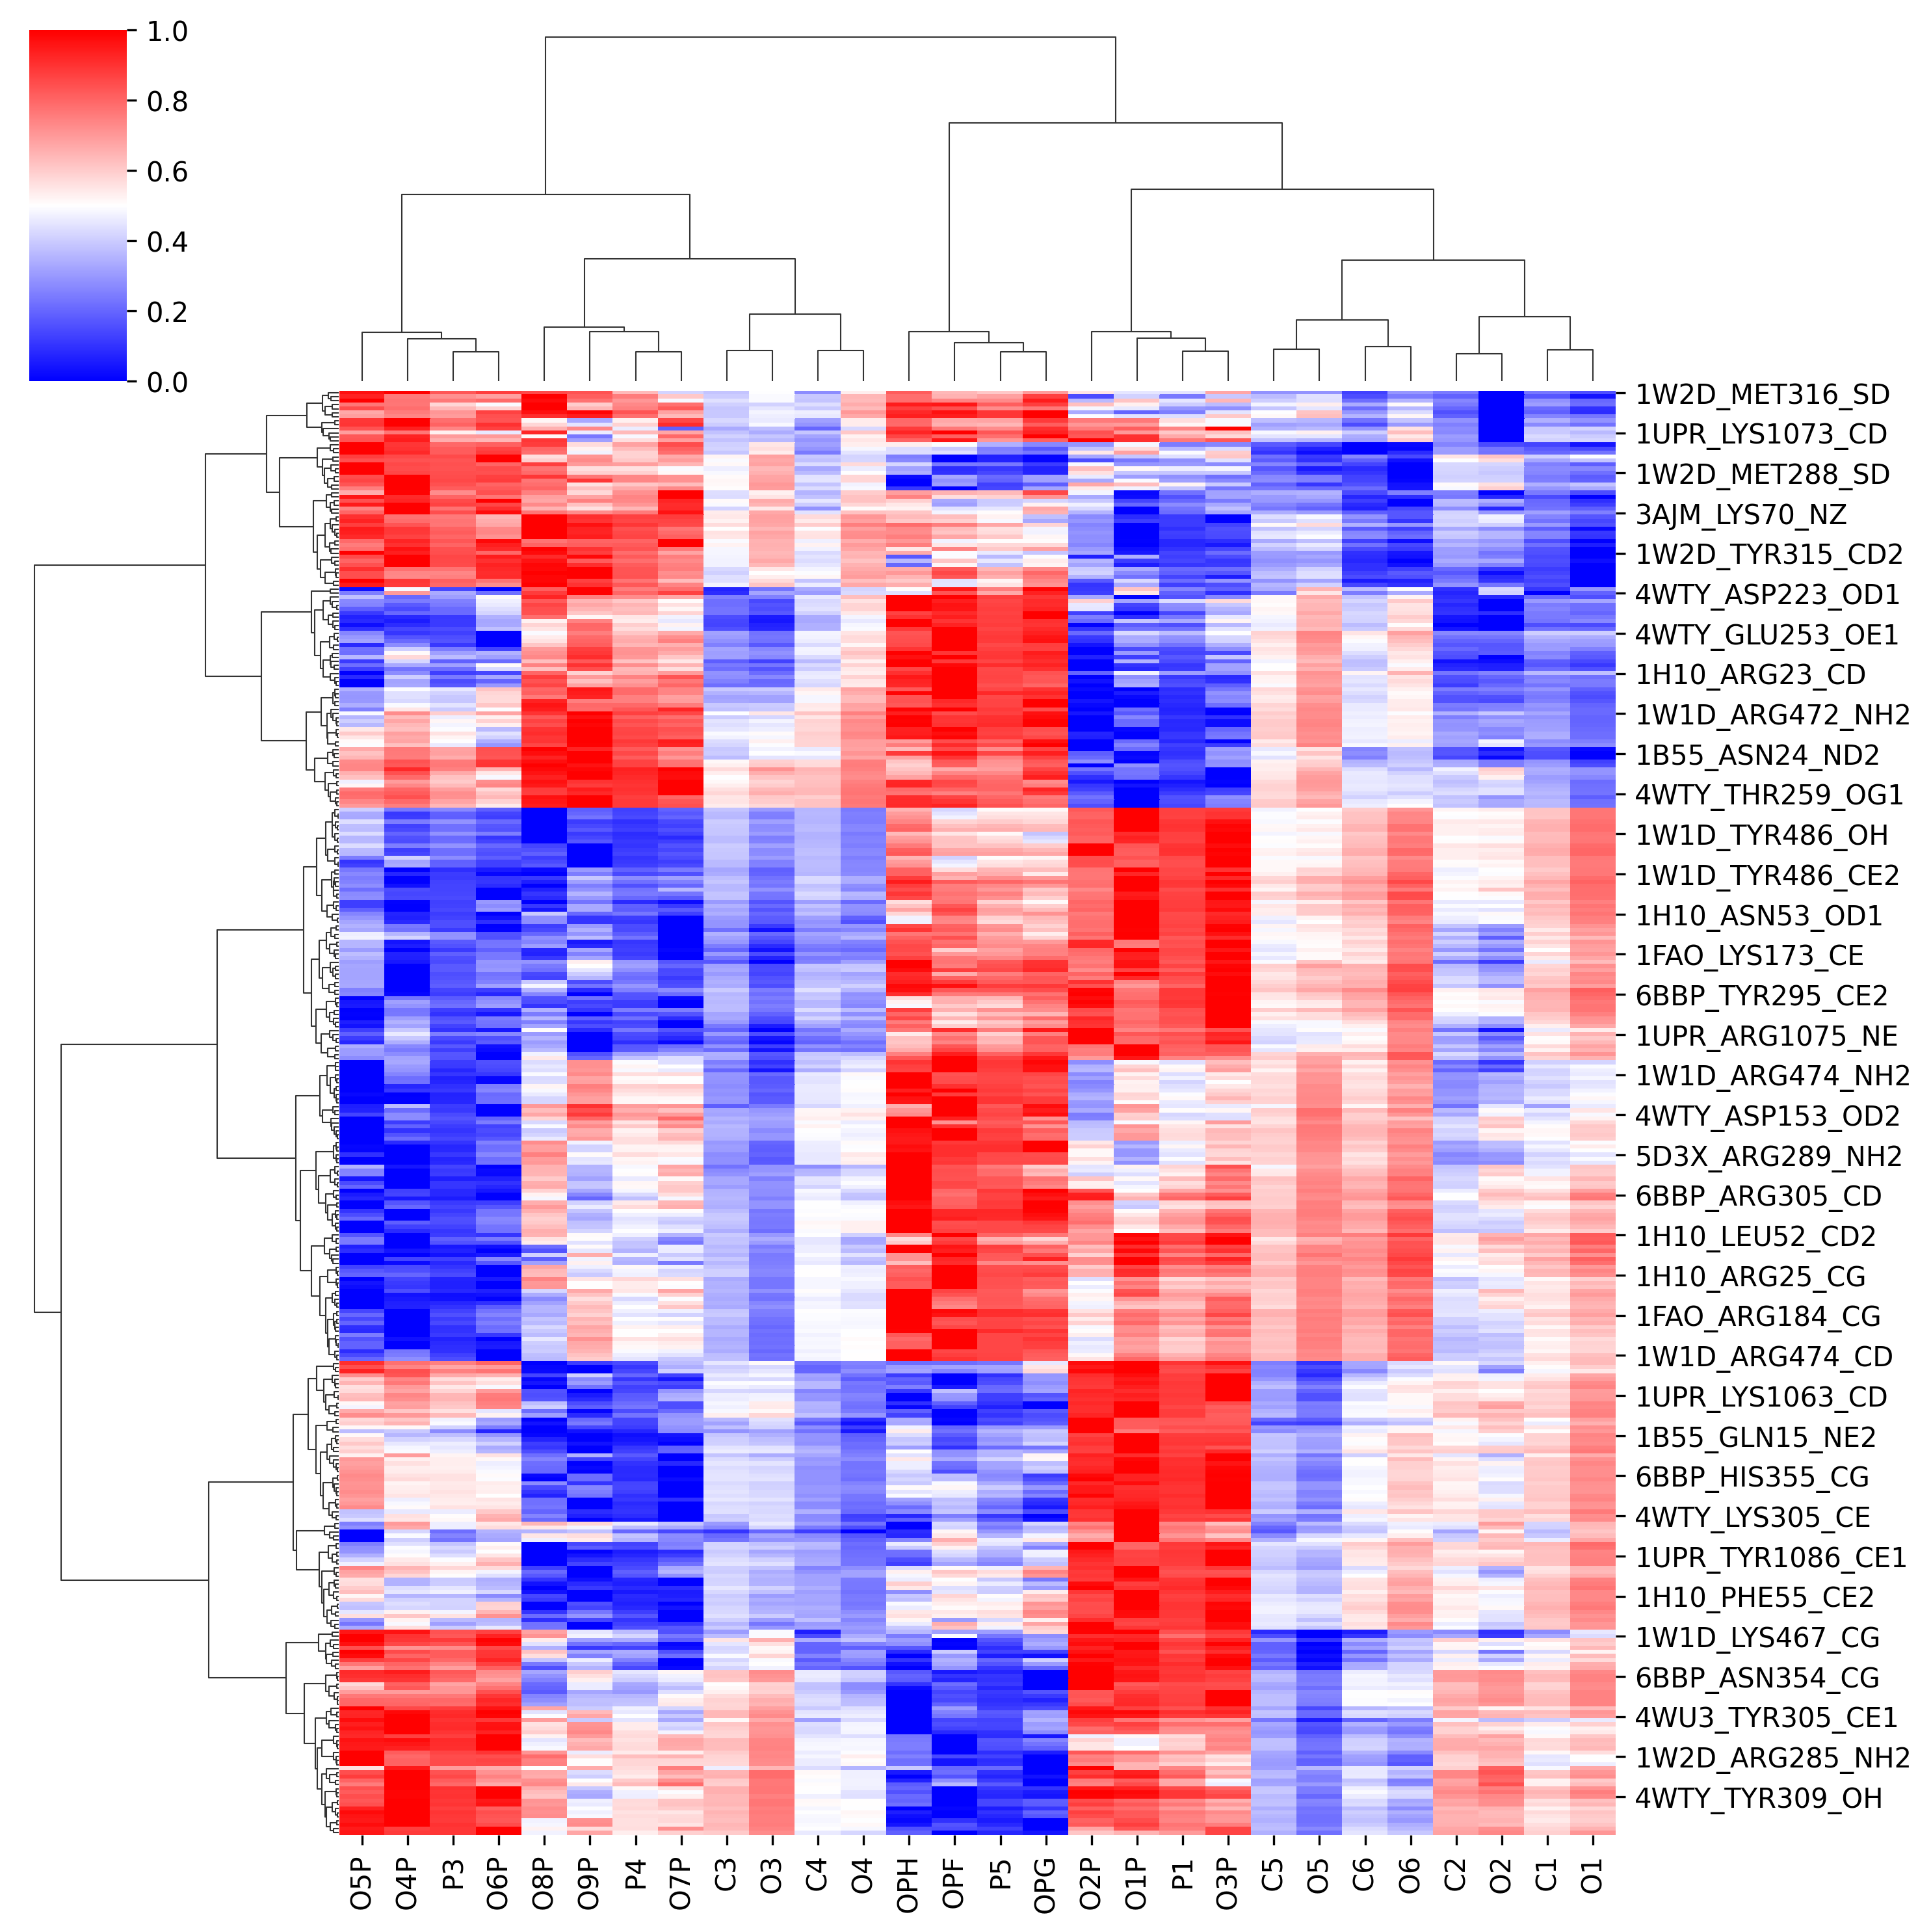 1.0
0.8
0.6
0.4
0.2
0.0
1W2D_MET316_SD
1UPR_LYS1073_CD
1W2D_MET288_SD
3AJM_LYS70_NZ
1W2D_TYR315_CD2
4WTY_ASP223_OD1
4WTY_GLU253_OE1
1H10_ARG23_CD
1W1D_ARG472_NH2
1B55_ASN24_ND2
4WTY_THR259_OG1
1W1D_TYR486_OH
1W1D_TYR486_CE2
1H10_ASN53_OD1
1FAO_LYS173_CE
6BBP_TYR295_CE2
1UPR_ARG1075_NE
1W1D_ARG474_NH2
4WTY_ASP153_OD2
5D3X_ARG289_NH2
6BBP_ARG305_CD
1H10_LEU52_CD2
1H10_ARG25_CG
1FAO_ARG184_CG
1W1D_ARG474_CD
1UPR_LYS1063_CD
1B55_GLN15_NE2
6BBP_HIS355_CG
4WTY_LYS305_CE
1UPR_TYR1086_CE1
1H10_PHE55_CE2
1W1D_LYS467_CG
6BBP_ASN354_CG
4WU3_TYR305_CE1
1W2D_ARG285_NH2
4WTY_TYR309_OH
O5P O4P P3 O6P O8P O9P P4 O7P C3 O3 C4 O4 OPH OPF P5 OPG O2P O1P P1 O3P C5 O5 C6 O6 C2 O2 C1 O1